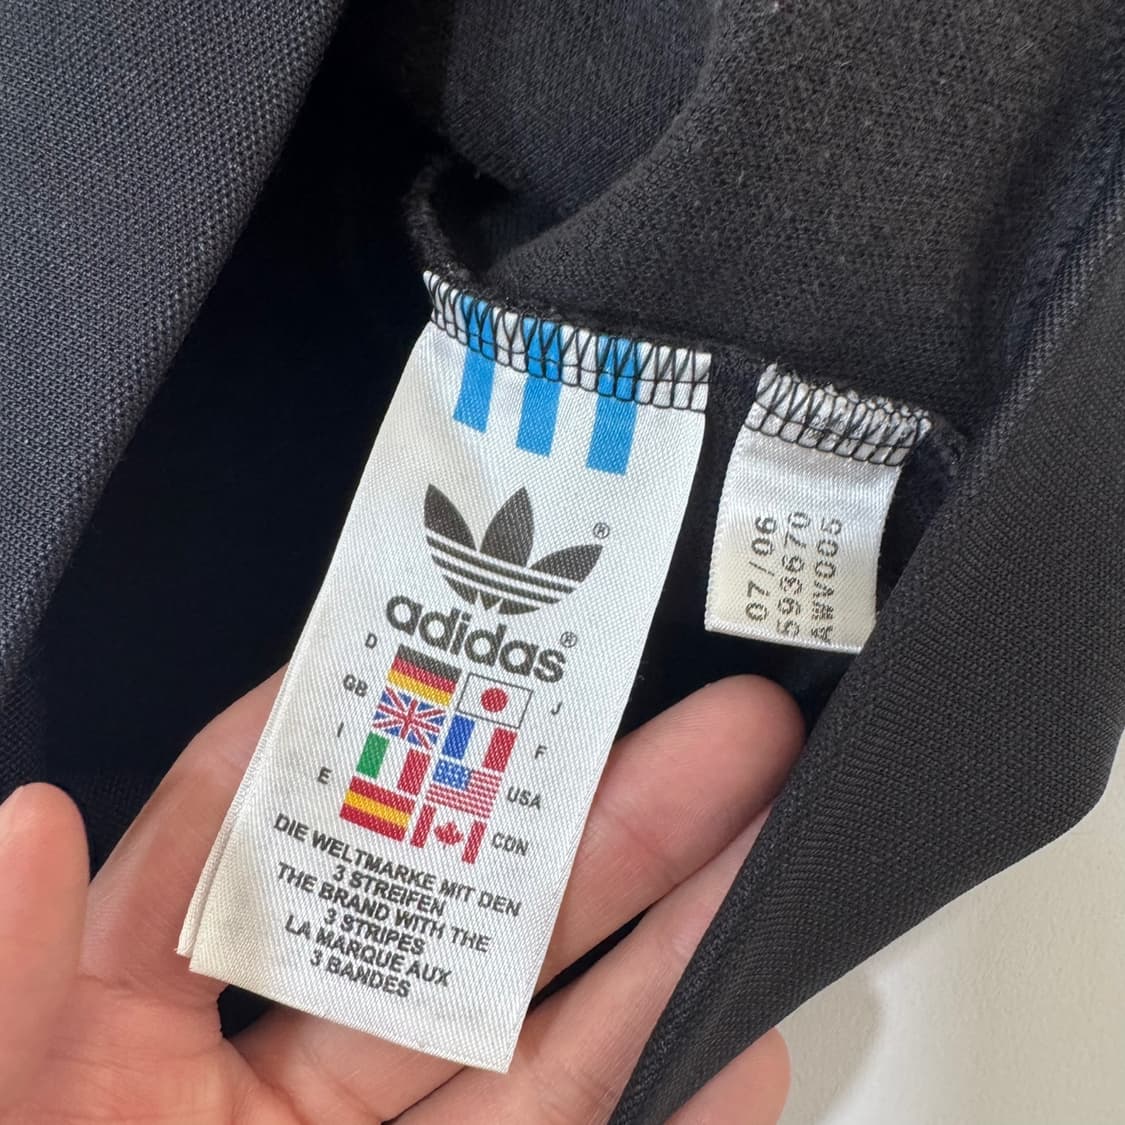 ®
adidas®
D
J
GB
F
I
USA
E
CDN
DIE WELTMARKE MIT DEN
3 STREIFEN
THE BRAND WITH THE
3 STRIPES
LA MARQUE AUX
3 BANDES
07/06
593670
AWV005